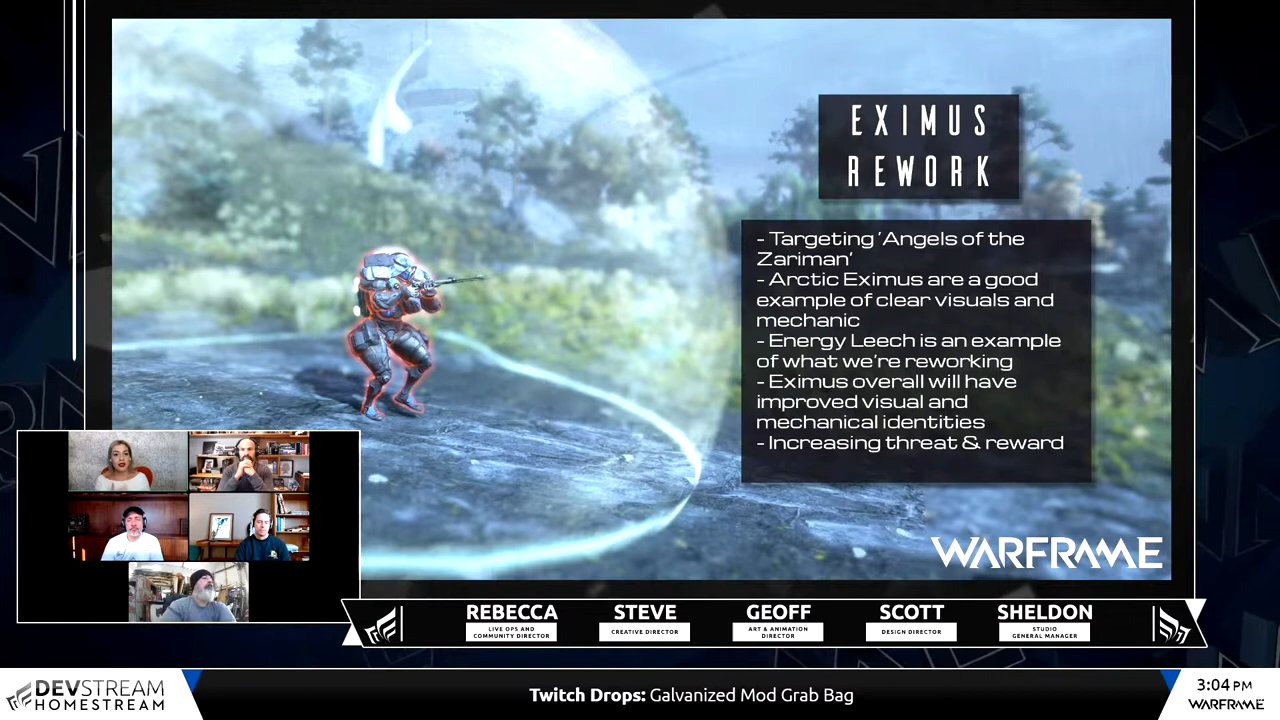 EXIMUS
REWORK
- Targeting 'Angels of the
Zariman'
- Arctic Eximus are a good
example of clear visuals and
mechanic
- Energy Leech is an example
of what we're reworking
- Eximus overall will have
improved visual and
mechanical identities
- Increasing threat & reward
WARFRAME
REBECCA
LIVE OPS AND
COMMUNITY DIRECTOR
STEVE
CREATIVE DIRECTOR
GEOFF
ART & ANIMATION
DIRECTOR
SCOTT
DESIGN DIRECTOR
SHELDON
STUDIO
GENERAL MANAGER
DEVSTREAM
HOMESTREAM
Twitch Drops: Galvanized Mod Grab Bag
3:04 PM
WARFRAME